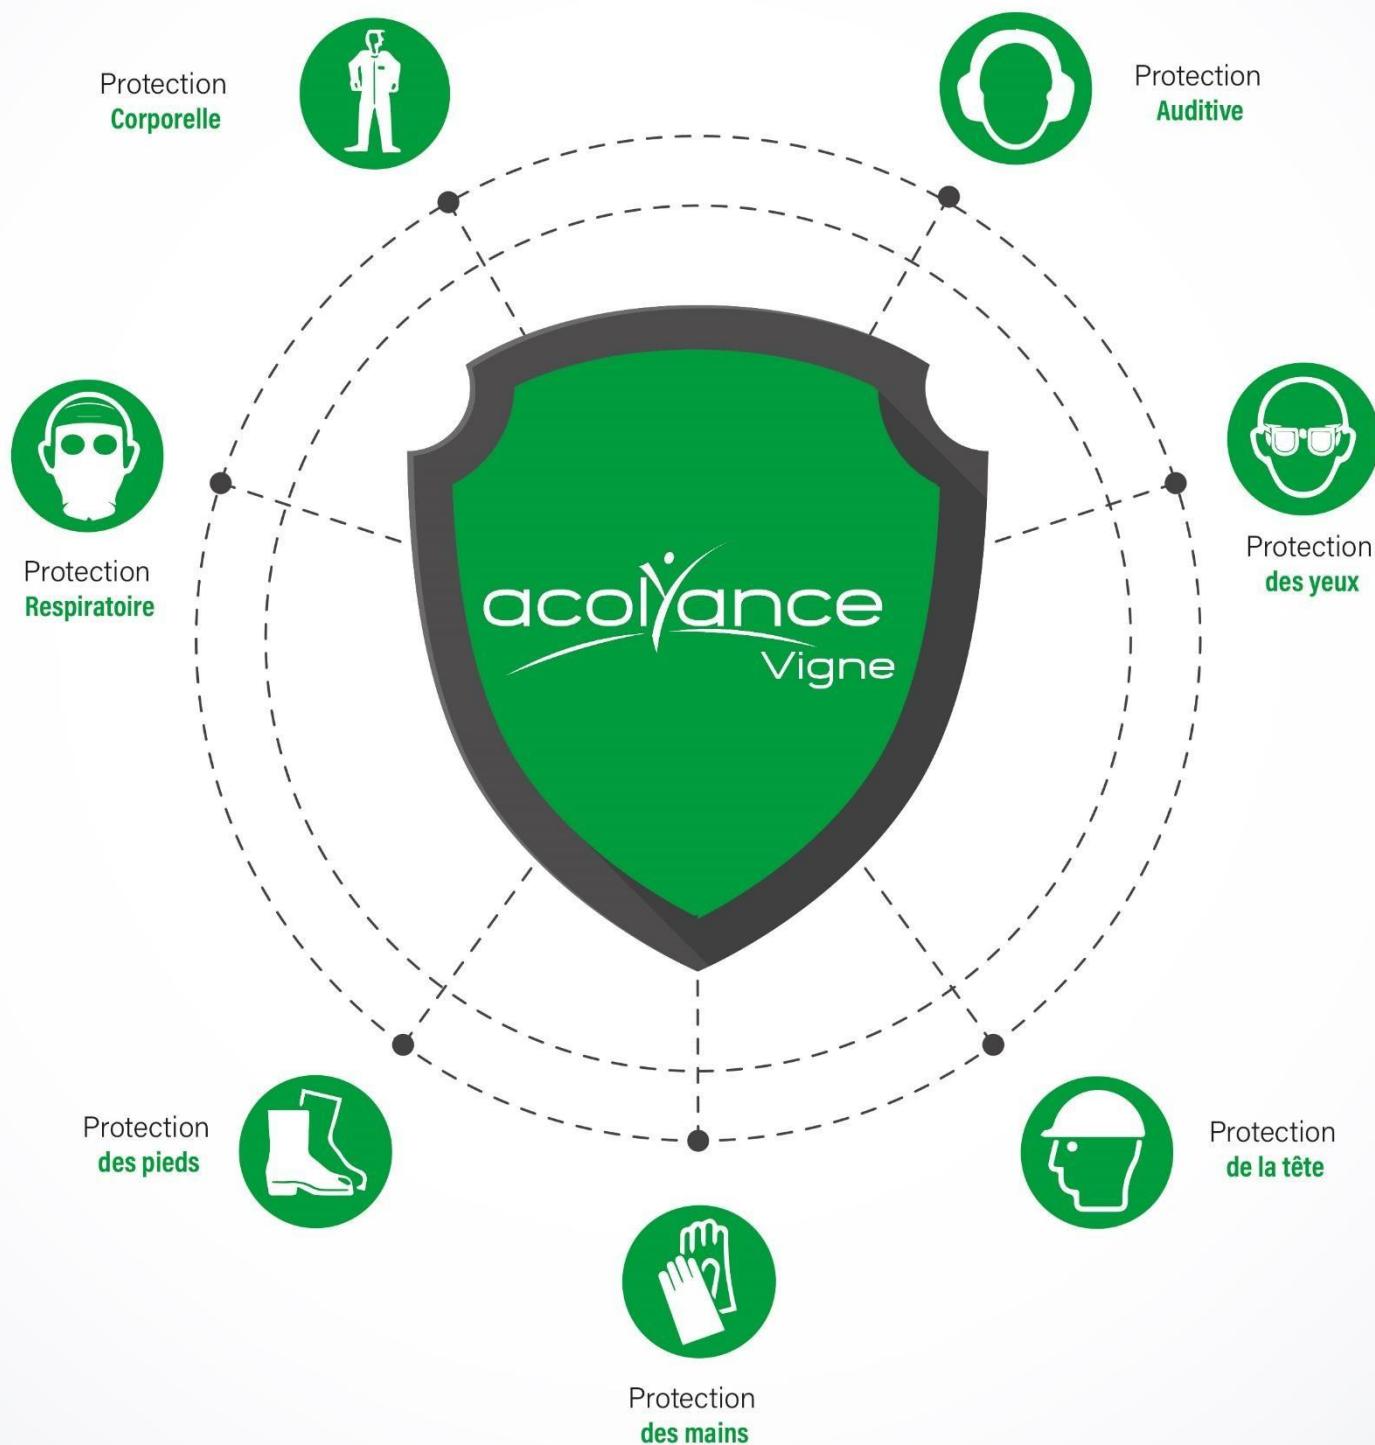 Protection
Corporelle
Protection
Auditive
Protection
Respiratoire
acolyance
Vigne
Protection
des yeux
Protection
des pieds
Protection
de la tête
Protection
des mains